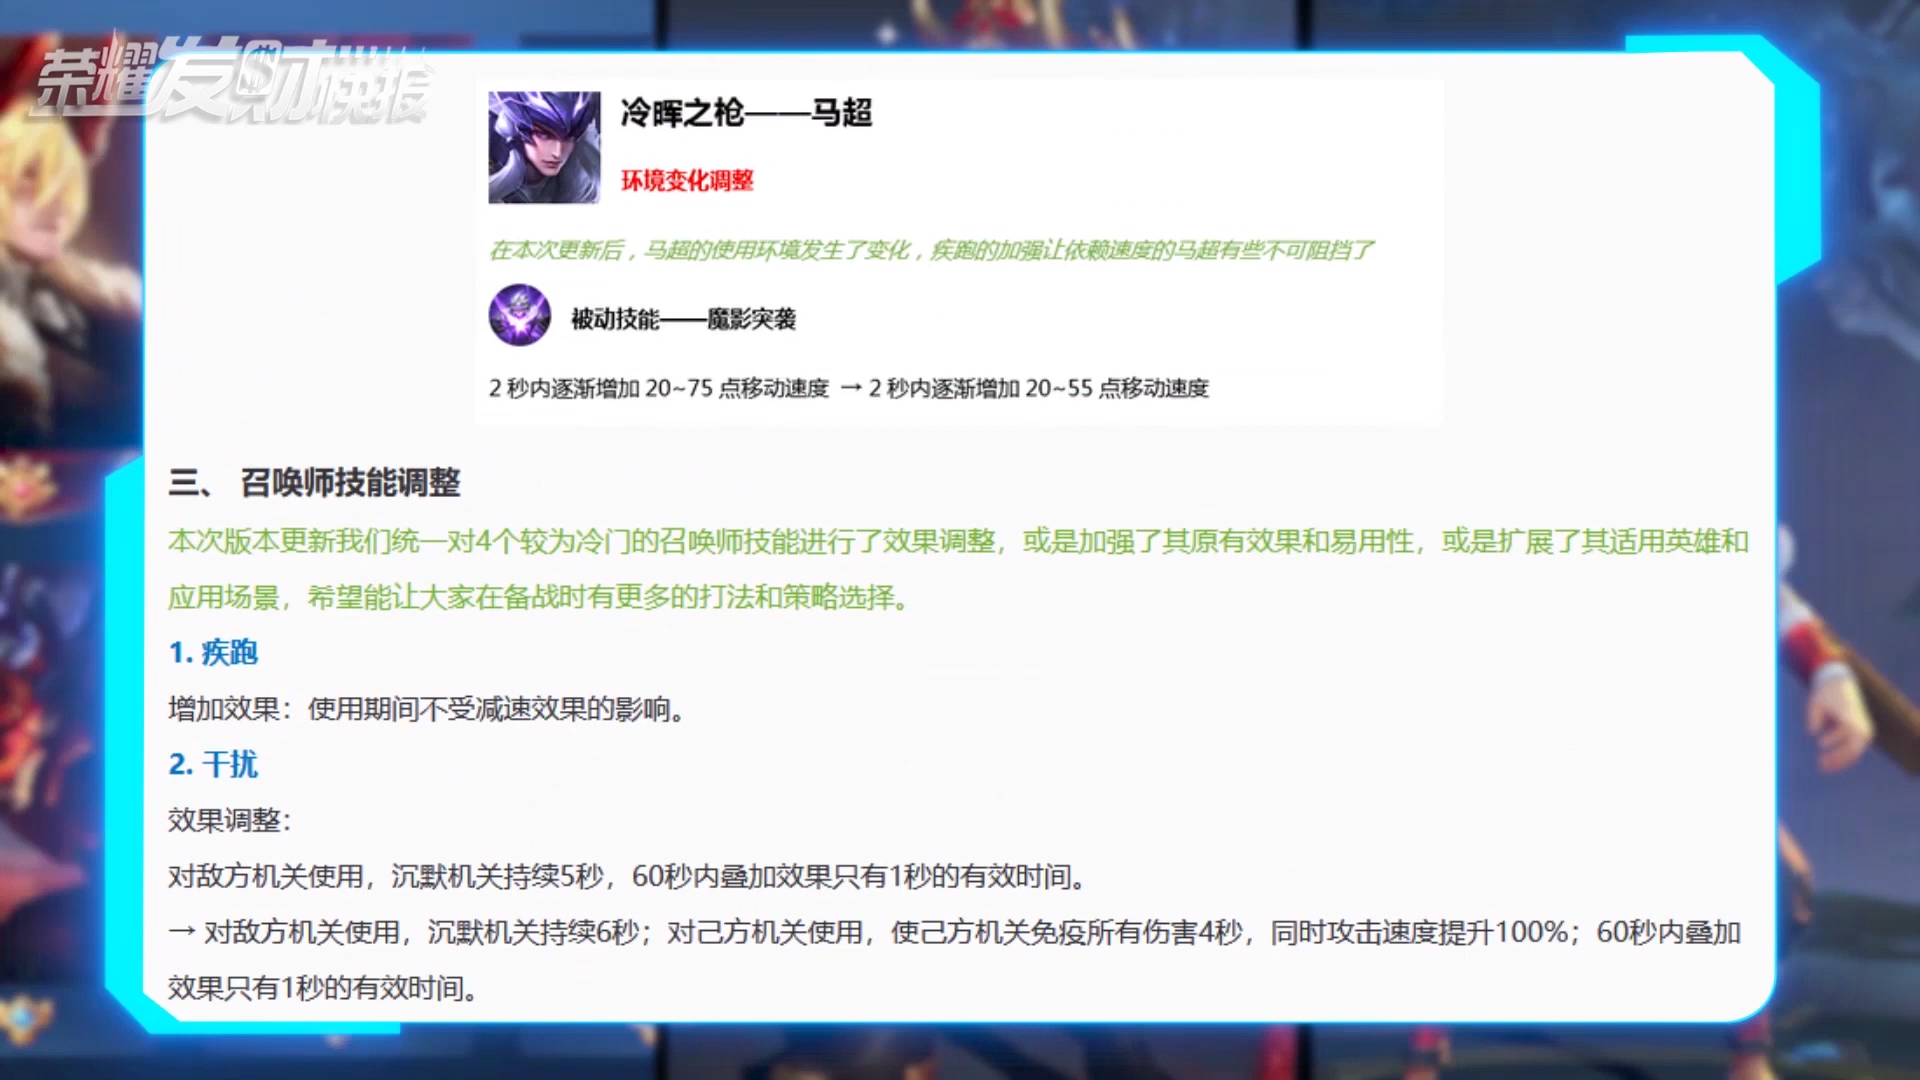 荣耀发财快报
冷晖之枪——马超
环境变化调整
在本次更新后，马超的使用环境发生了变化，疾跑的加强让依赖速度的马超有些不可阻挡了
被动技能——魔影突袭
2 秒内逐渐增加 20~75 点移动速度 → 2 秒内逐渐增加 20~55 点移动速度
三、 召唤师技能调整
本次版本更新我们统一对4个较为冷门的召唤师技能进行了效果调整，或是加强了其原有效果和易用性，或是扩展了其适用英雄和
应用场景，希望能让大家在备战时有更多的打法和策略选择。
1. 疾跑
增加效果：使用期间不受减速效果的影响。
2. 干扰
效果调整：
对敌方机关使用，沉默机关持续5秒，60秒内叠加效果只有1秒的有效时间。
→ 对敌方机关使用，沉默机关持续6秒；对己方机关使用，使己方机关免疫所有伤害4秒，同时攻击速度提升100%；60秒内叠加
效果只有1秒的有效时间。